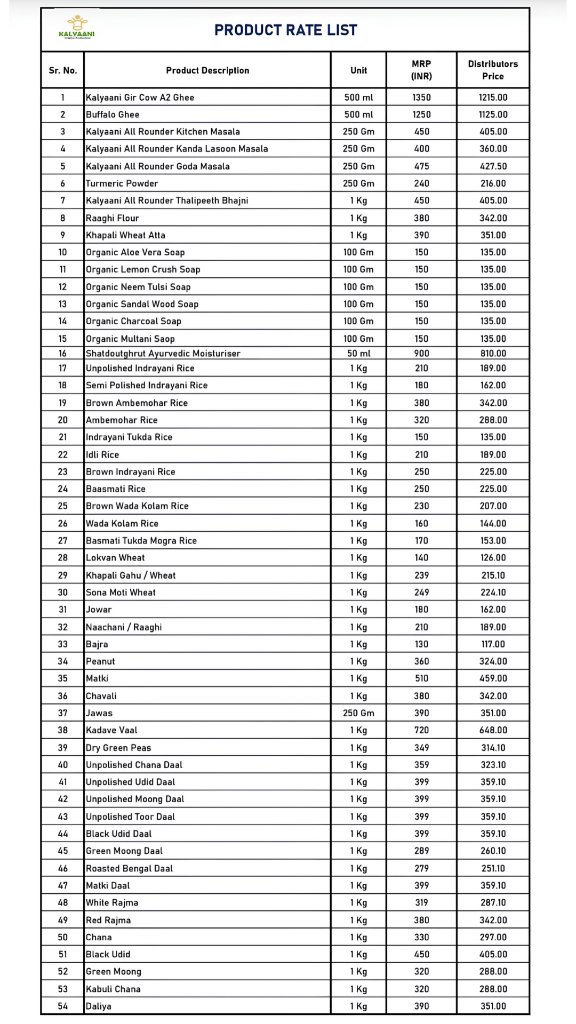 KALYAANI
PRODUCT RATE LIST
Sr. No. Product Description Unit MRP (INR) Distributors Price
1 Kalyaani Gir Cow A2 Ghee 500 ml 1350 1215.00
2 Buffalo Ghee 500 ml 1250 1125.00
3 Kalyaani All Rounder Kitchen Masala 250 Gm 450 405.00
4 Kalyaani All Rounder Kanda Lasoon Masala 250 Gm 400 360.00
5 Kalyaani All Rounder Goda Masala 250 Gm 475 427.50
6 Turmeric Powder 250 Gm 240 216.00
7 Kalyaani All Rounder Thalipeeth Bhajni 1 Kg 450 405.00
8 Raaghi Flour 1 Kg 380 342.00
9 Khapali Wheat Atta 1 Kg 390 351.00
10 Organic Aloe Vera Soap 100 Gm 150 135.00
11 Organic Lemon Crush Soap 100 Gm 150 135.00
12 Organic Neem Tulsi Soap 100 Gm 150 135.00
13 Organic Sandal Wood Soap 100 Gm 150 135.00
14 Organic Charcoal Soap 100 Gm 150 135.00
15 Organic Multani Saop 100 Gm 150 135.00
16 Shatdoutghrut Ayurvedic Moisturiser 50 ml 900 810.00
17 Unpolished Indrayani Rice 1 Kg 210 189.00
18 Semi Polished Indrayani Rice 1 Kg 180 162.00
19 Brown Ambemohar Rice 1 Kg 380 342.00
20 Ambemohar Rice 1 Kg 320 288.00
21 Indrayani Tukda Rice 1 Kg 150 135.00
22 Idli Rice 1 Kg 210 189.00
23 Brown Indrayani Rice 1 Kg 250 225.00
24 Baasmati Rice 1 Kg 250 225.00
25 Brown Wada Kolam Rice 1 Kg 230 207.00
26 Wada Kolam Rice 1 Kg 160 144.00
27 Basmati Tukda Mogra Rice 1 Kg 170 153.00
28 Lokvan Wheat 1 Kg 140 126.00
29 Khapali Gahu / Wheat 1 Kg 239 215.10
30 Sona Moti Wheat 1 Kg 249 224.10
31 Jowar 1 Kg 180 162.00
32 Naachani / Raaghi 1 Kg 210 189.00
33 Bajra 1 Kg 130 117.00
34 Peanut 1 Kg 360 324.00
35 Matki 1 Kg 510 459.00
36 Chavali 1 Kg 380 342.00
37 Jawas 250 Gm 390 351.00
38 Kadave Vaal 1 Kg 720 648.00
39 Dry Green Peas 1 Kg 349 314.10
40 Unpolished Chana Daal 1 Kg 359 323.10
41 Unpolished Udid Daal 1 Kg 399 359.10
42 Unpolished Moong Daal 1 Kg 399 359.10
43 Unpolished Toor Daal 1 Kg 399 359.10
44 Black Udid Daal 1 Kg 399 359.10
45 Green Moong Daal 1 Kg 289 260.10
46 Roasted Bengal Daal 1 Kg 279 251.10
47 Matki Daal 1 Kg 399 359.10
48 White Rajma 1 Kg 319 287.10
49 Red Rajma 1 Kg 380 342.00
50 Chana 1 Kg 330 297.00
51 Black Udid 1 Kg 450 405.00
52 Green Moong 1 Kg 320 288.00
53 Kabuli Chana 1 Kg 320 288.00
54 Daliya 1 Kg 390 351.00